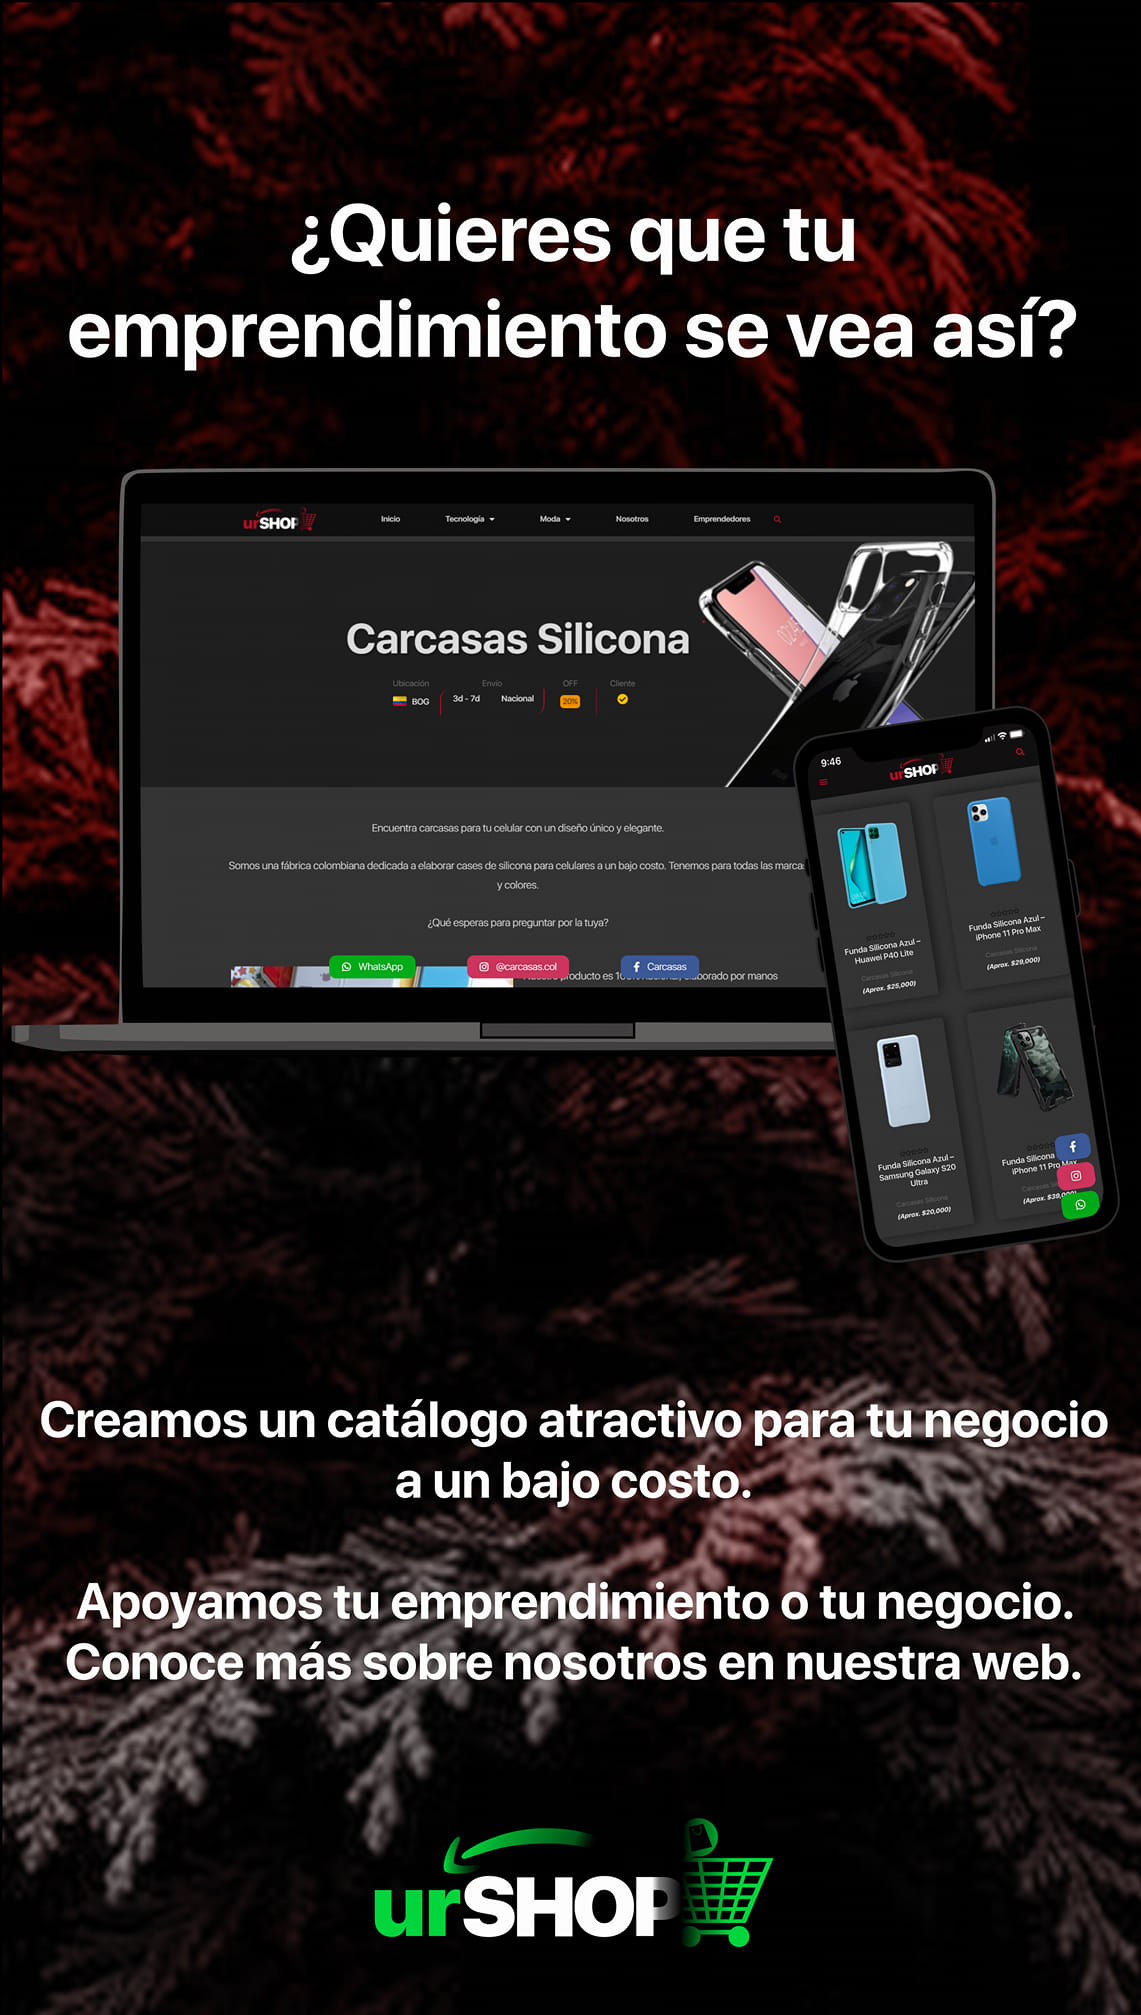 ¿Quieres que tu
emprendimiento se vea así?
urSHOP
Inicio
Tecnología
Moda
Nosotros
Emprendedores
Carcasas Silicona
Ubicación
Envío
OFF
Cliente
BOG
3d - 7d
Nacional
20%
Encuentra carcasas para tu celular con un diseño único y elegante.
Somos una fábrica colombiana dedicada a elaborar cases de silicona para celulares a un bajo costo. Tenemos para todas las marcas
y colores.
¿Qué esperas para preguntar por la tuya?
WhatsApp
@carcasas.col
Carcasas
producto es
elaborado por manos
9:46
urSHOP
Funda Silicona Azul –
Huawei P40 Lite
Carcasas Silicona
(Aprox. $25,000)
Funda Silicona Azul –
iPhone 11 Pro Max
Carcasas Silicona
(Aprox. $29,000)
Funda Silicona Azul –
Samsung Galaxy S20
Ultra
Carcasas Silicona
(Aprox. $20,000)
Funda Silicona
iPhone 11 Pro Max
Carcasas
(Aprox. $39,000)
Creamos un catálogo atractivo para tu negocio
a un bajo costo.
Apoyamos tu emprendimiento o tu negocio.
Conoce más sobre nosotros en nuestra web.
urSHOP